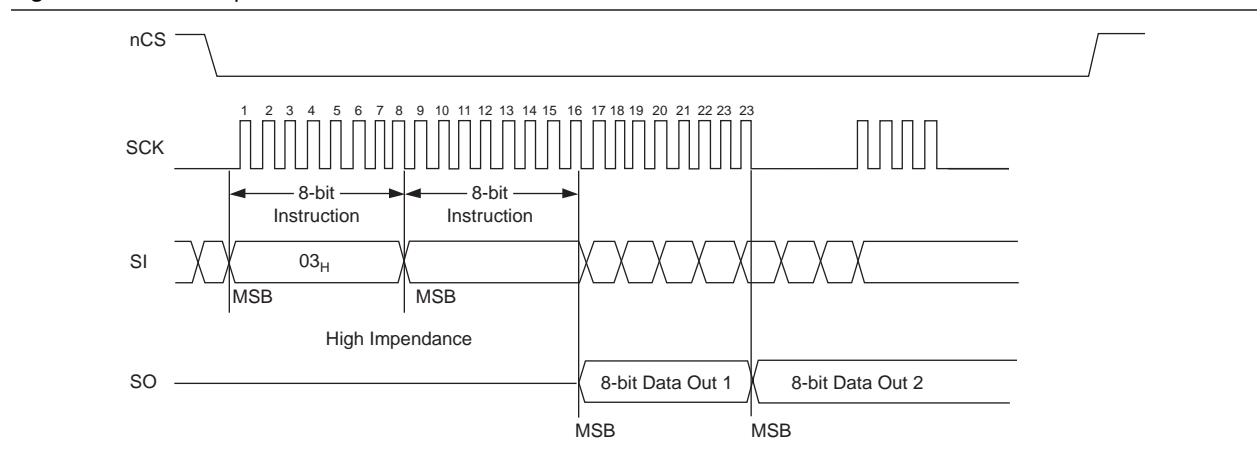 nCS
1 2 3 4 5 6 7 8 9 10 11 12 13 14 15 16 17 18 19 20 21 22 23 23
SCK
8-bit
Instruction
8-bit
Instruction
SI
03H
MSB
MSB
High Impendance
SO
8-bit Data Out 1
8-bit Data Out 2
MSB
MSB